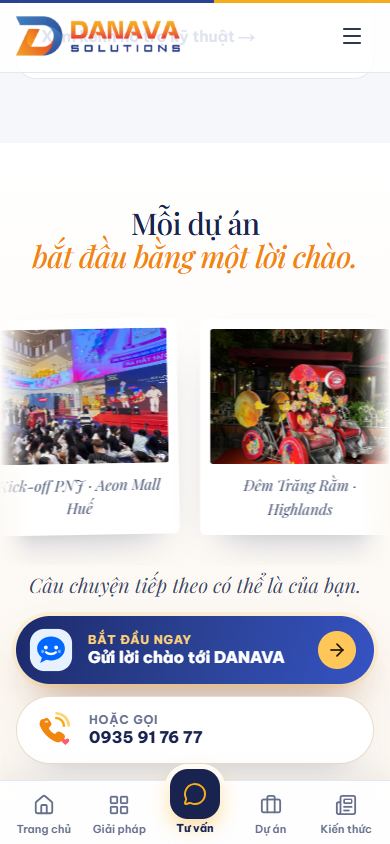 DANAVA
SOLUTIONS
kỹ thuật →
Mỗi dự án
bắt đầu bằng một lời chào.
Kick-off PNJ · Aeon Mall
Huế
Đêm Trăng Rằm ·
Highlands
Câu chuyện tiếp theo có thể là của bạn.
BẮT ĐẦU NGAY
Gửi lời chào tới DANAVA
HOẶC GỌI
0935 91 76 77
Trang chủ
Giải pháp
Tư vấn
Dự án
Kiến thức